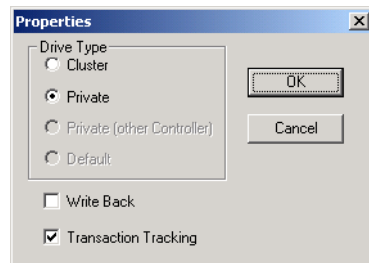 Properties
Drive Type
Cluster
OK
Private
Private (other Controller)
Cancel
Default
Write Back
Transaction Tracking